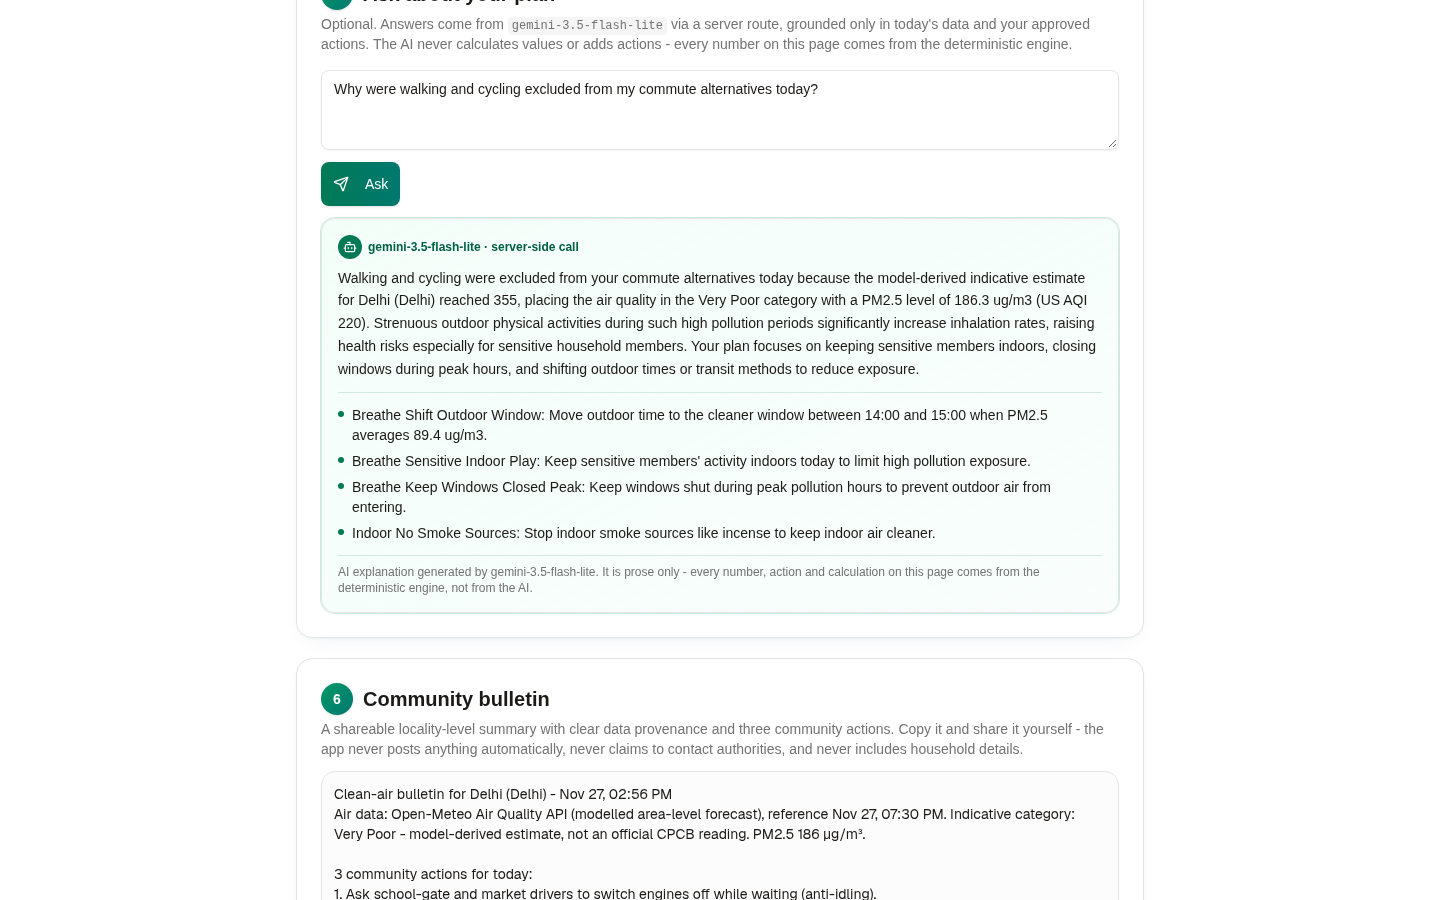 Ask about your plan
Optional. Answers come from gemini-3.5-flash-lite via a server route, grounded only in today's data and your approved
actions. The AI never calculates values or adds actions - every number on this page comes from the deterministic engine.
Why were walking and cycling excluded from my commute alternatives today?
Ask
gemini-3.5-flash-lite · server-side call
Walking and cycling were excluded from your commute alternatives today because the model-derived indicative estimate
for Delhi (Delhi) reached 355, placing the air quality in the Very Poor category with a PM2.5 level of 186.3 ug/m3 (US AQI
220). Strenuous outdoor physical activities during such high pollution periods significantly increase inhalation rates, raising
health risks especially for sensitive household members. Your plan focuses on keeping sensitive members indoors, closing
windows during peak hours, and shifting outdoor times or transit methods to reduce exposure.
Breathe Shift Outdoor Window: Move outdoor time to the cleaner window between 14:00 and 15:00 when PM2.5
averages 89.4 ug/m3.
Breathe Sensitive Indoor Play: Keep sensitive members' activity indoors today to limit high pollution exposure.
Breathe Keep Windows Closed Peak: Keep windows shut during peak pollution hours to prevent outdoor air from
entering.
Indoor No Smoke Sources: Stop indoor smoke sources like incense to keep indoor air cleaner.
AI explanation generated by gemini-3.5-flash-lite. It is prose only - every number, action and calculation on this page comes from the
deterministic engine, not from the AI.
6 Community bulletin
A shareable locality-level summary with clear data provenance and three community actions. Copy it and share it yourself - the
app never posts anything automatically, never claims to contact authorities, and never includes household details.
Clean-air bulletin for Delhi (Delhi) - Nov 27, 02:56 PM
Air data: Open-Meteo Air Quality API (modelled area-level forecast), reference Nov 27, 07:30 PM. Indicative category:
Very Poor - model-derived estimate, not an official CPCB reading. PM2.5 186 µg/m³.
3 community actions for today:
1. Ask school-gate and market drivers to switch engines off while waiting (anti-idling).